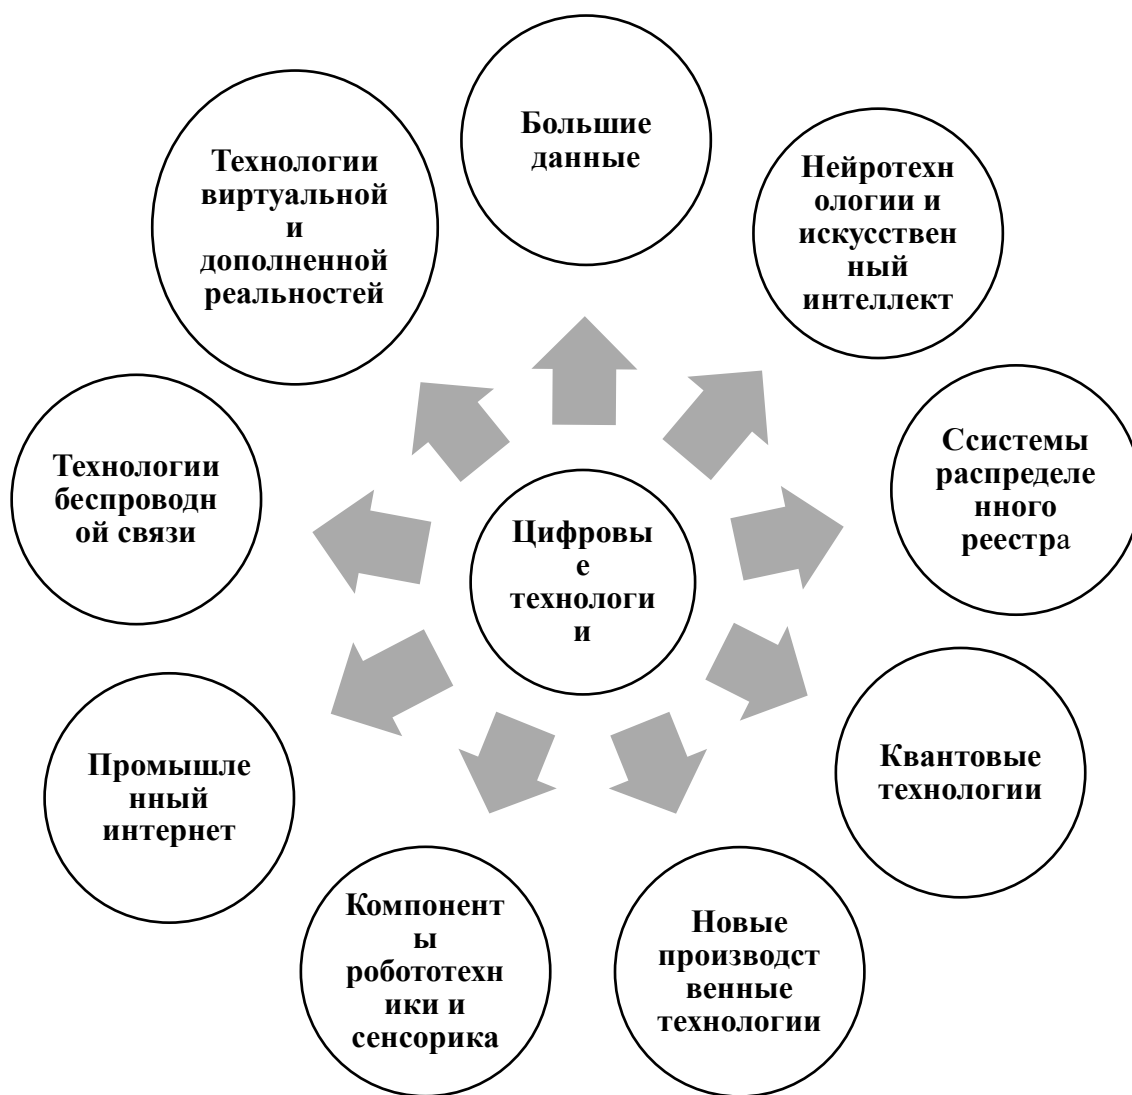 Большие
данные
Нейротехн
ологии и
искусствен
ный
интеллект
Ссистемы
распределе
нного
реестра
Квантовые
технологии
Новые
производст
венные
технологии
Компонент
ы
робототехн
ики и
сенсорика
Промышле
нный
интернет
Технологии
беспроводн
ой связи
Технологии
виртуальной
и
дополненной
реальностей
Цифровы
е
технологи
и